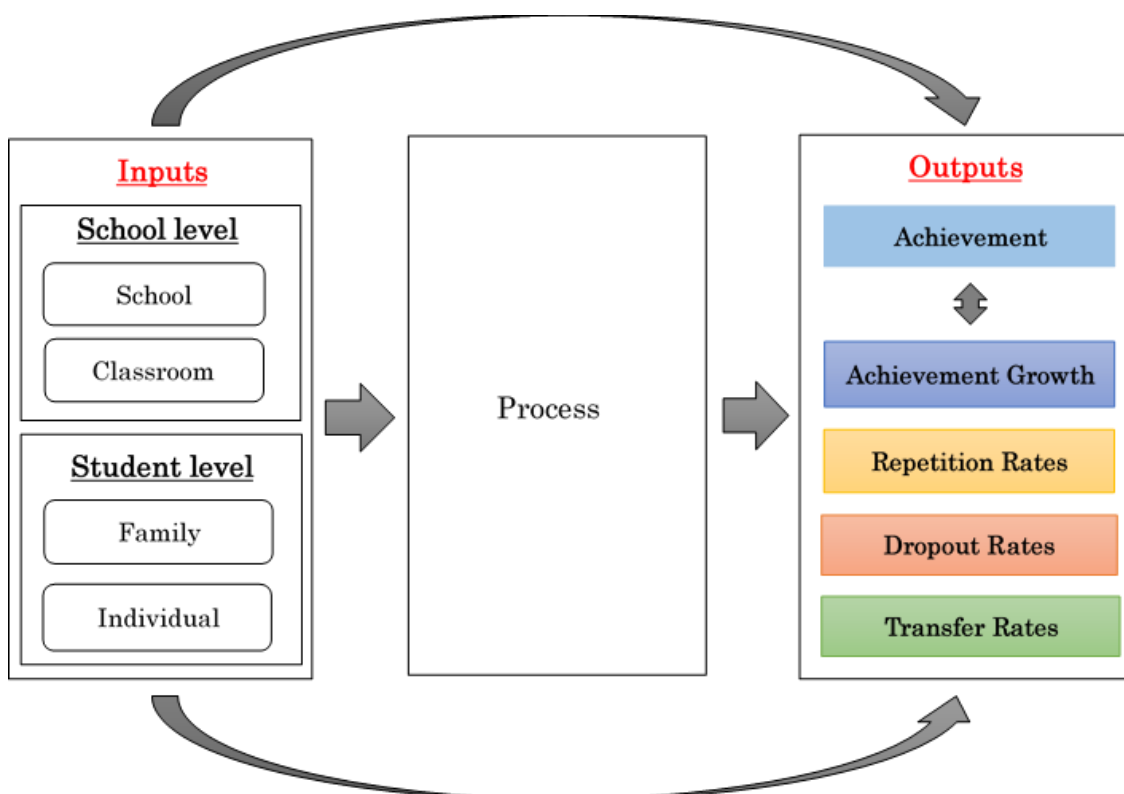 Inputs
School level
School
Classroom
Student level
Family
Individual
Process
Outputs
Achievement
Achievement Growth
Repetition Rates
Dropout Rates
Transfer Rates